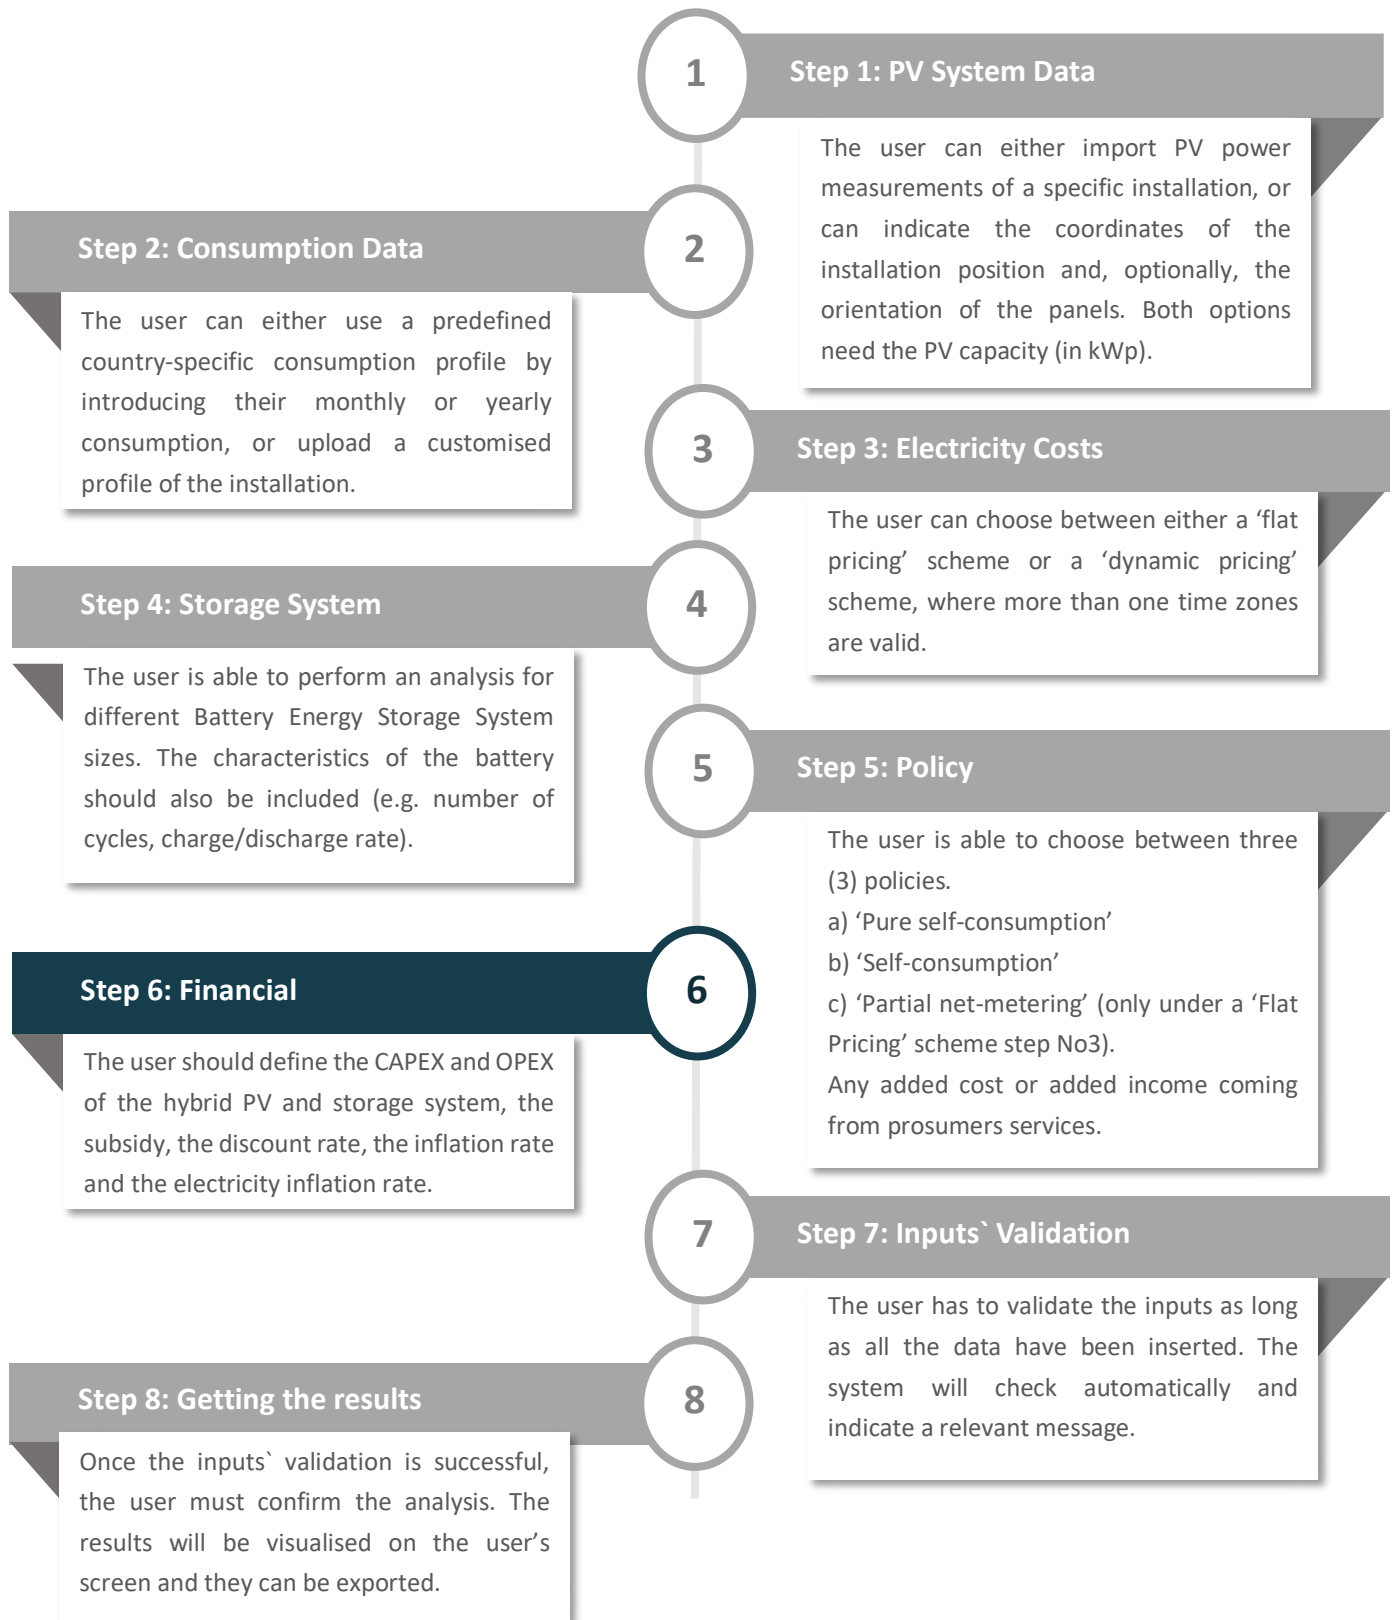 1
Step 1: PV System Data
The user can either import PV power
measurements of a specific installation, or
can indicate the coordinates of the
installation position and, optionally, the
orientation of the panels. Both options
need the PV capacity (in kWp).
Step 2: Consumption Data
2
The user can either use a predefined
country-specific consumption profile by
introducing their monthly or yearly
consumption, or upload a customised
profile of the installation.
3
Step 3: Electricity Costs
The user can choose between either a ‘flat
pricing’ scheme or a ‘dynamic pricing’
scheme, where more than one time zones
are valid.
Step 4: Storage System
4
The user is able to perform an analysis for
different Battery Energy Storage System
sizes. The characteristics of the battery
should also be included (e.g. number of
cycles, charge/discharge rate).
5
Step 5: Policy
The user is able to choose between three
(3) policies.
a) ‘Pure self-consumption’
b) ‘Self-consumption’
c) ‘Partial net-metering’ (only under a ‘Flat
Pricing’ scheme step No3).
Any added cost or added income coming
from prosumers services.
Step 6: Financial
6
The user should define the CAPEX and OPEX
of the hybrid PV and storage system, the
subsidy, the discount rate, the inflation rate
and the electricity inflation rate.
7
Step 7: Inputs` Validation
The user has to validate the inputs as long
as all the data have been inserted. The
system will check automatically and
indicate a relevant message.
Step 8: Getting the results
8
Once the inputs` validation is successful,
the user must confirm the analysis. The
results will be visualised on the user’s
screen and they can be exported.